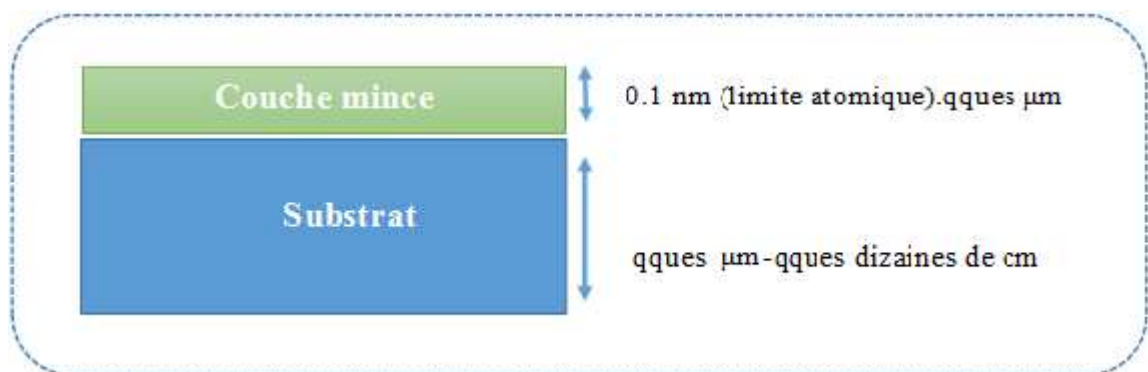 Couche mince
0.1 nm (limite atomique).qques μm
Substrat
qques μm-qques dizaines de cm